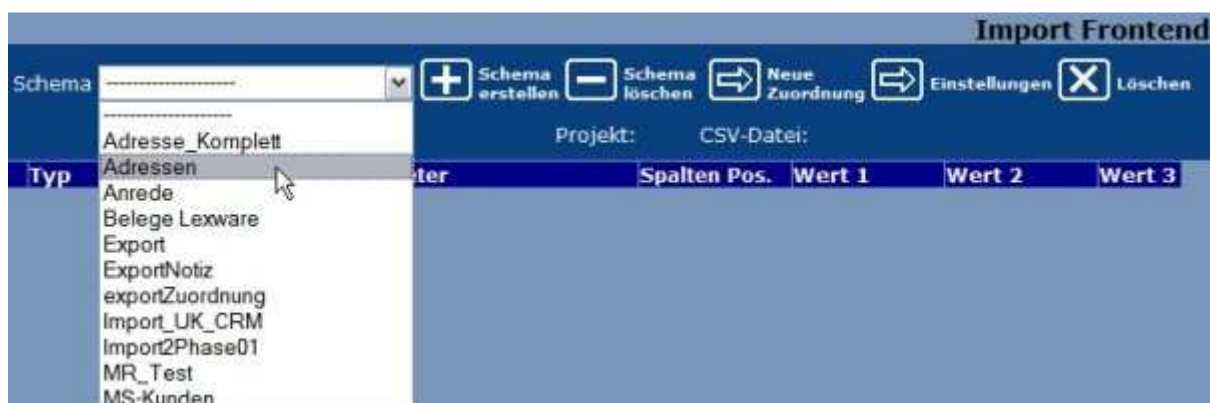 Import Frontend
Schema --------------------
Schema erstellen
Schema löschen
Neue Zuordnung
Einstellungen
Löschen
--------------------
Adresse_Komplett
Projekt: CSV-Datei:
Adressen
Typ ter Spalten Pos. Wert 1 Wert 2 Wert 3
Anrede
Belege Lexware
Export
ExportNotiz
exportZuordnung
Import_UK_CRM
Import2Phase01
MR_Test
MS-Kunden